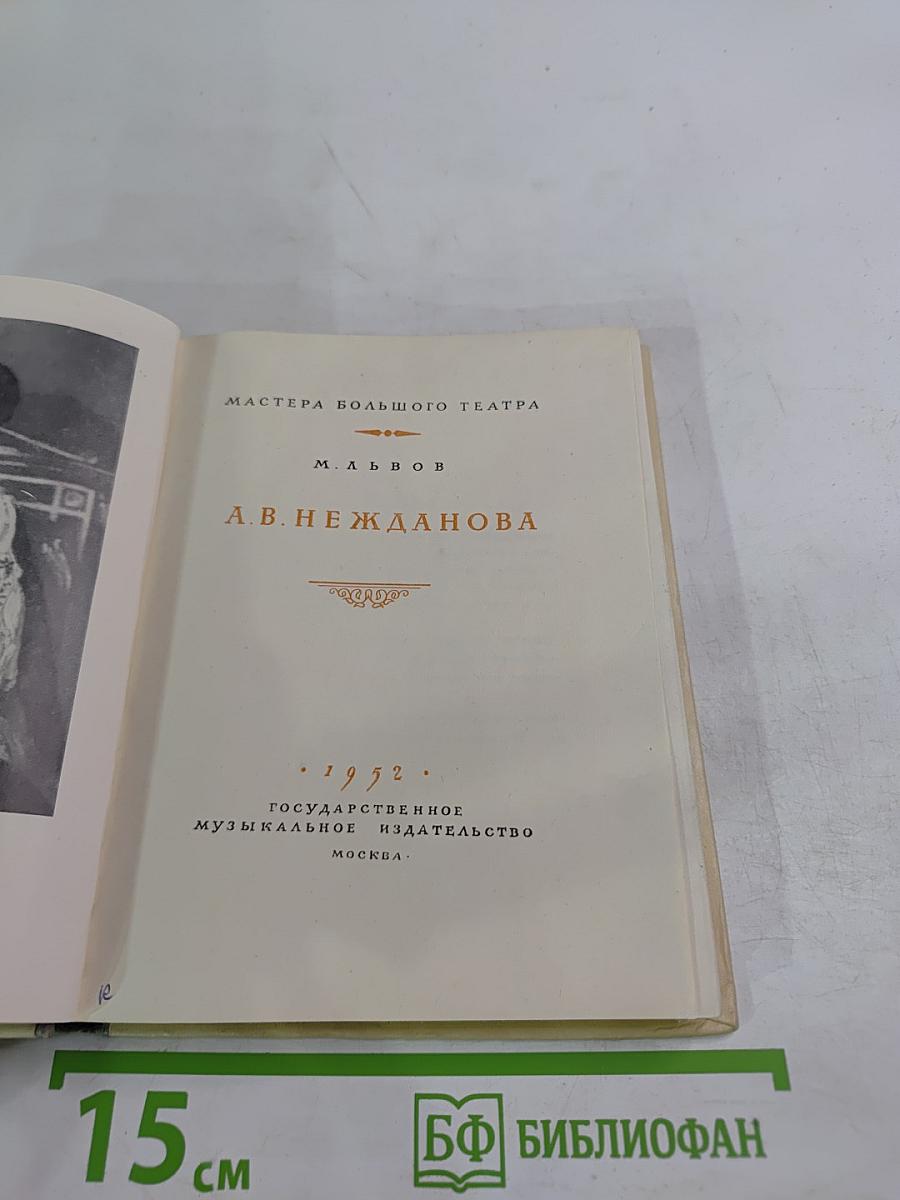 МАСТЕРА БОЛЬШОГО ТЕАТРА
М. ЛЬВОВ
А. В. НЕЖДАНОВА
· 1952 ·
ГОСУДАРСТВЕННОЕ
МУЗЫКАЛЬНОЕ ИЗДАТЕЛЬСТВО
МОСКВА ·
15 см
БФ БИБЛИОФАН